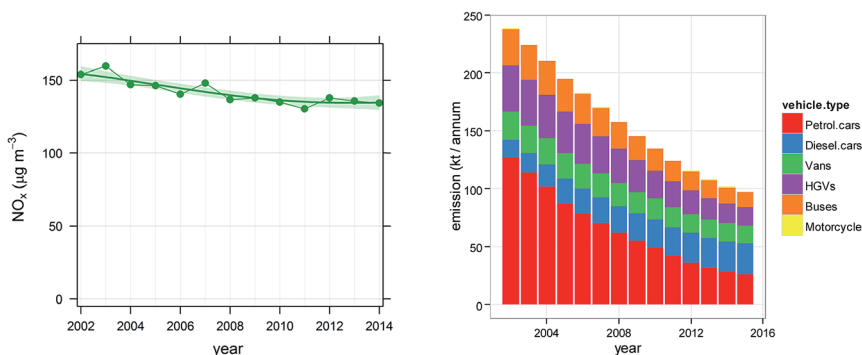 NOx (μg m⁻³)
150
100
50
0
2002 2004 2006 2008 2010 2012 2014
year
emission (kt / annum
250
200
150
100
50
0
2004 2008 2012 2016
year
vehicle.type
Petrol.cars
Diesel.cars
Vans
HGVs
Buses
Motorcycle